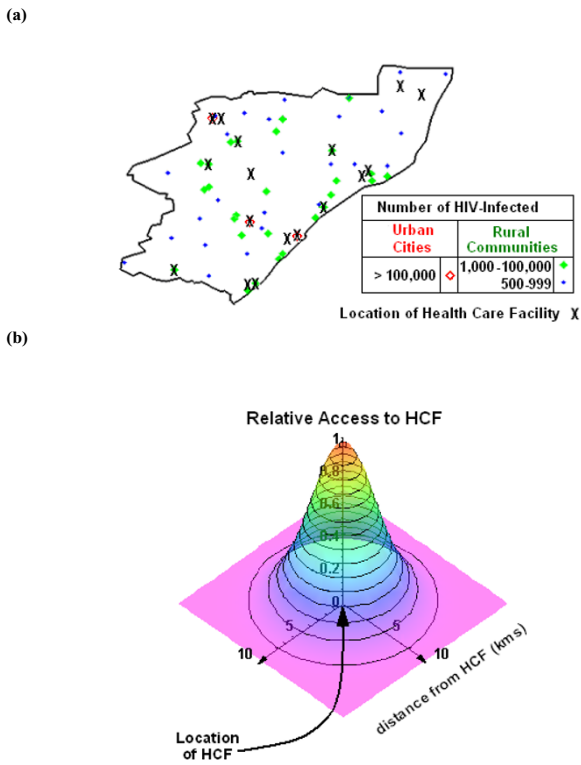 (a)
Number of HIV-Infected
Urban Cities
Rural Communities
> 100,000
1,000 -100,000
500-999
Location of Health Care Facility X
(b)
Relative Access to HCF
1
0.8
0.6
0.4
0.2
0
5
5
10
10
distance from HCF (kms)
Location
of HCF